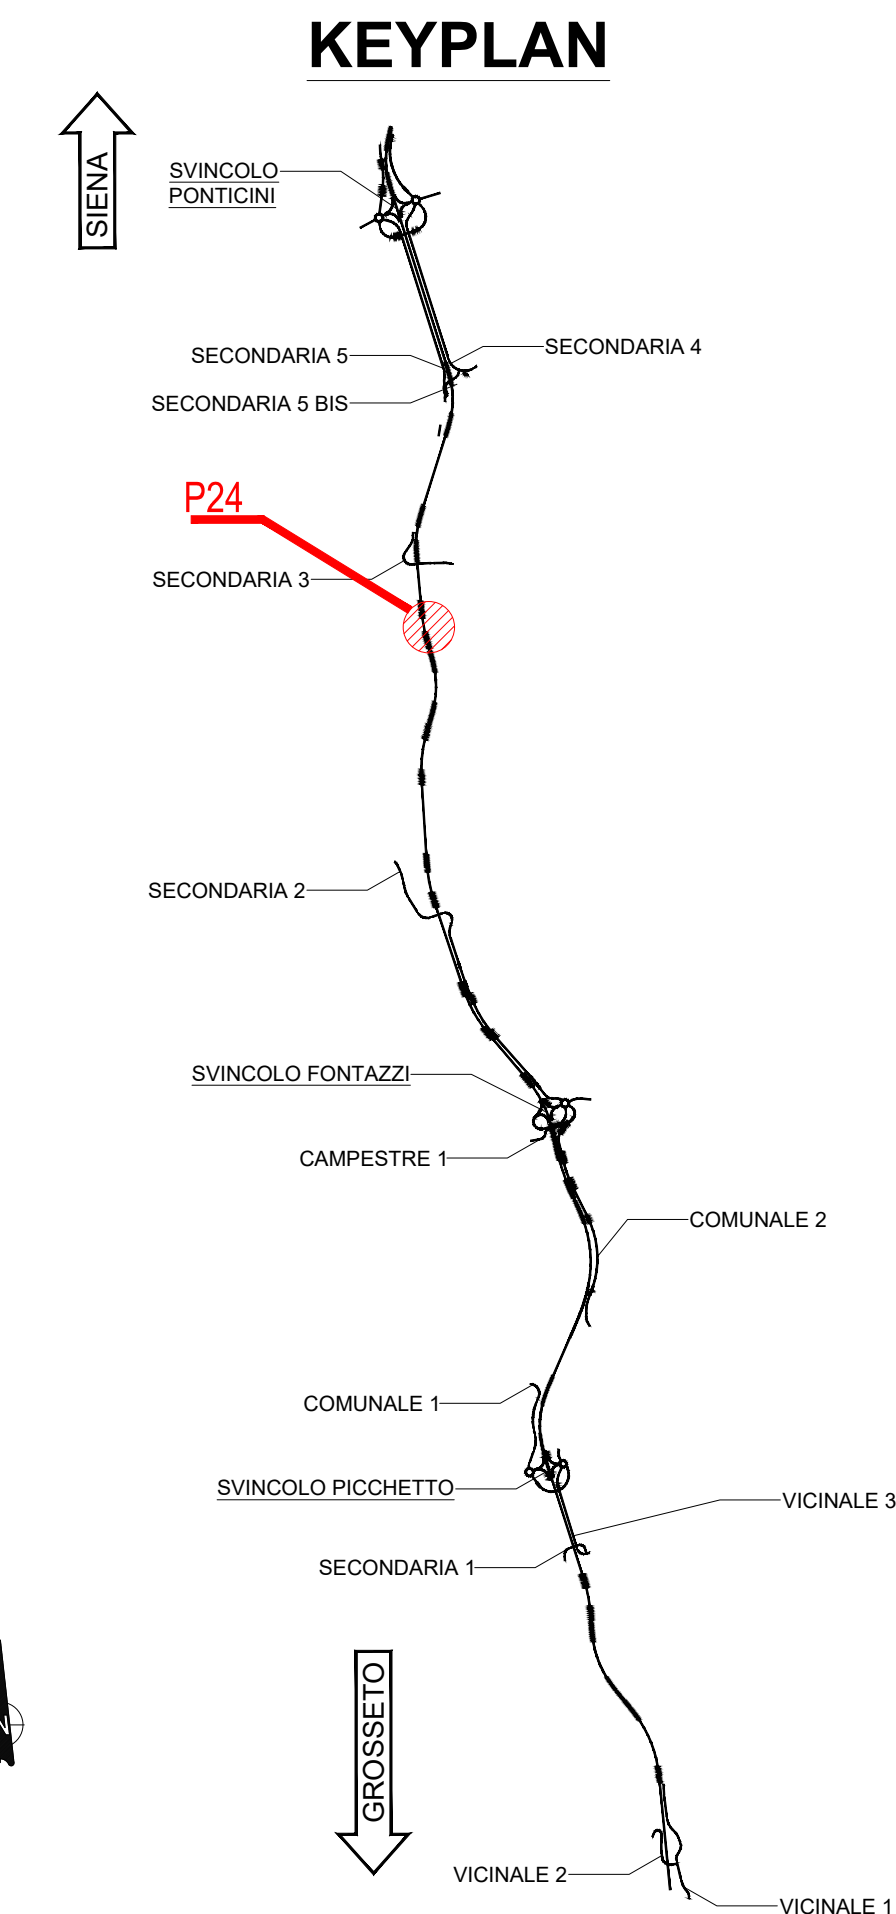 KEYPLAN
SIENA
SVINCOLO
PONTICINI
SECONDARIA 5
SECONDARIA 4
SECONDARIA 5 BIS
P24
SECONDARIA 3
SECONDARIA 2
SVINCOLO FONTAZZI
CAMPESTRE 1
COMUNALE 2
COMUNALE 1
SVINCOLO PICCHETTO
VICINALE 3
SECONDARIA 1
GROSSETO
VICINALE 2
VICINALE 1